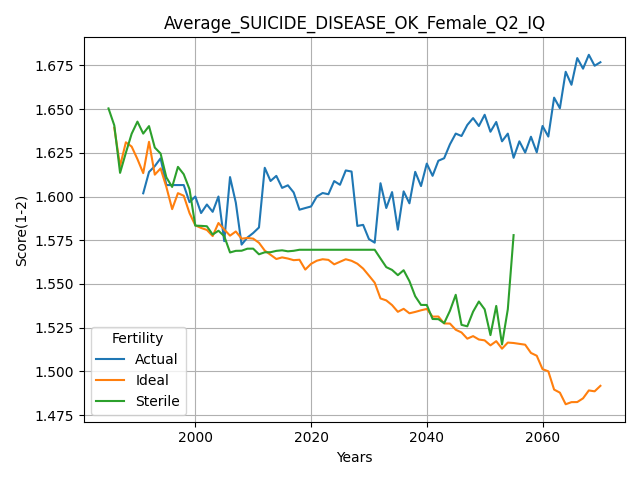 Average_SUICIDE_DISEASE_OK_Female_Q2_IQ
Score(1-2)
1.675
1.650
1.625
1.600
1.575
1.550
1.525
1.500
1.475
Fertility
Actual
Ideal
Sterile
2000
2020
2040
2060
Years